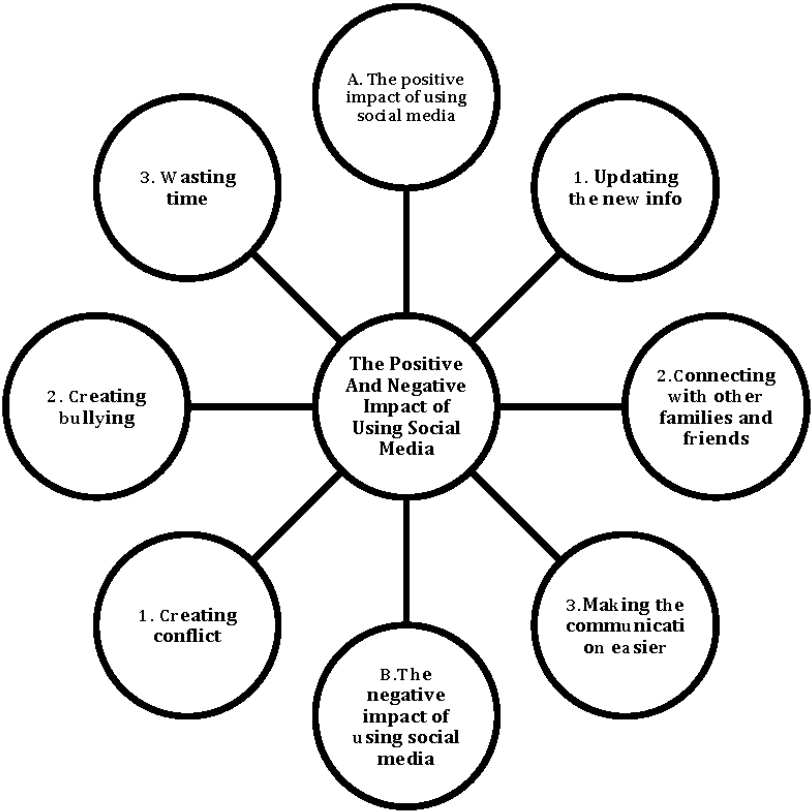 A. The positive
impact of using
social media
1. Updating
the new info
2.Connecting
with other
families and
friends
3.Making the
communicati
on easier
B.The
negative
impact of
using social
media
1. Creating
conflict
2. Creating
bullying
3. Wasting
time
The Positive
And Negative
Impact of
Using Social
Media